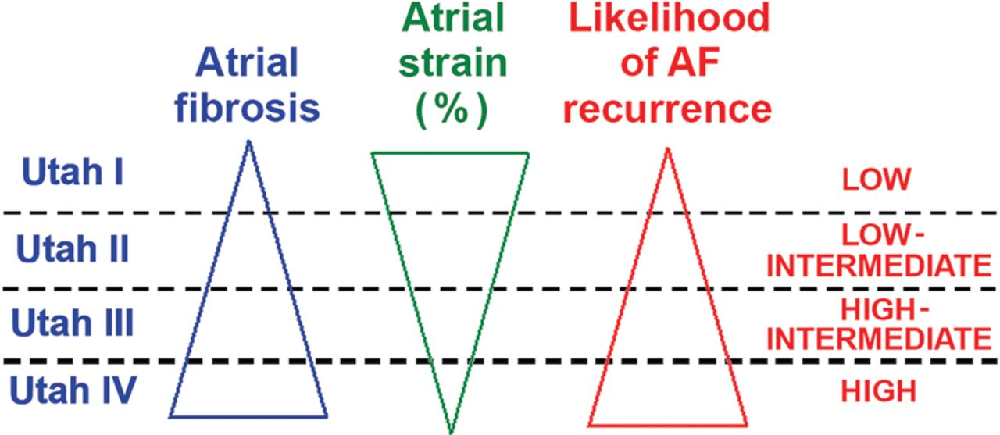 Atrial
fibrosis
Atrial
strain
(%)
Likelihood
of AF
recurrence
Utah I
LOW
Utah II
LOW-
INTERMEDIATE
Utah III
HIGH-
INTERMEDIATE
Utah IV
HIGH